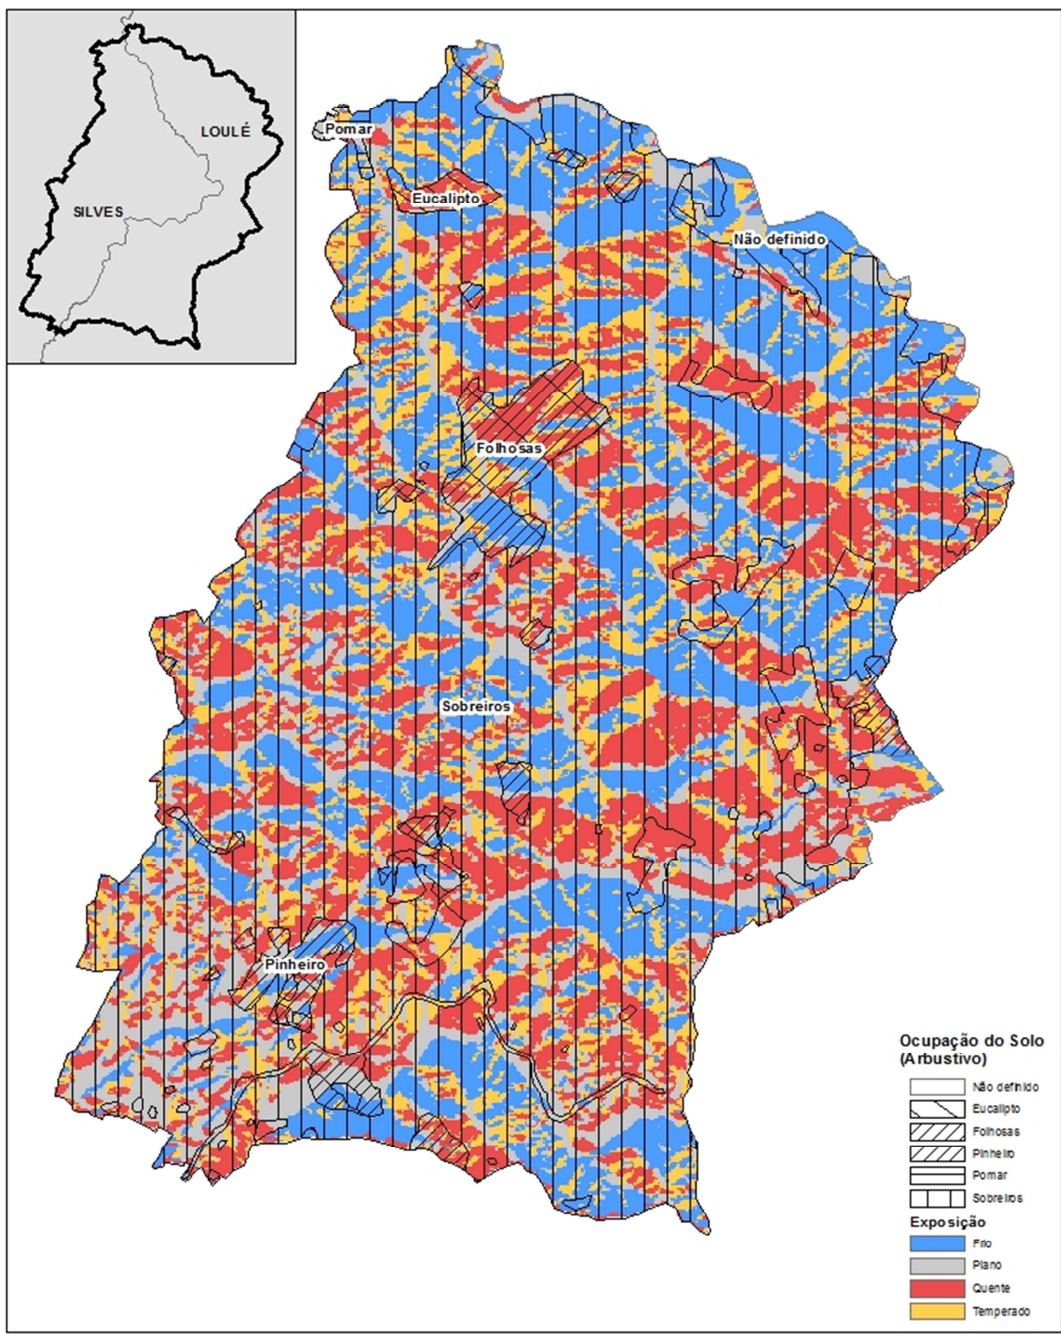 LOULÉ
SILVES
Pomar
Eucalipto
Não definido
Folhosas
Sobreiros
Pinheiro
Ocupação do Solo
(Arbustivo)
Não definido
Eucalipto
Folhosas
Pinheiro
Pomar
Sobreiros
Exposição
Frio
Plano
Quente
Temperado